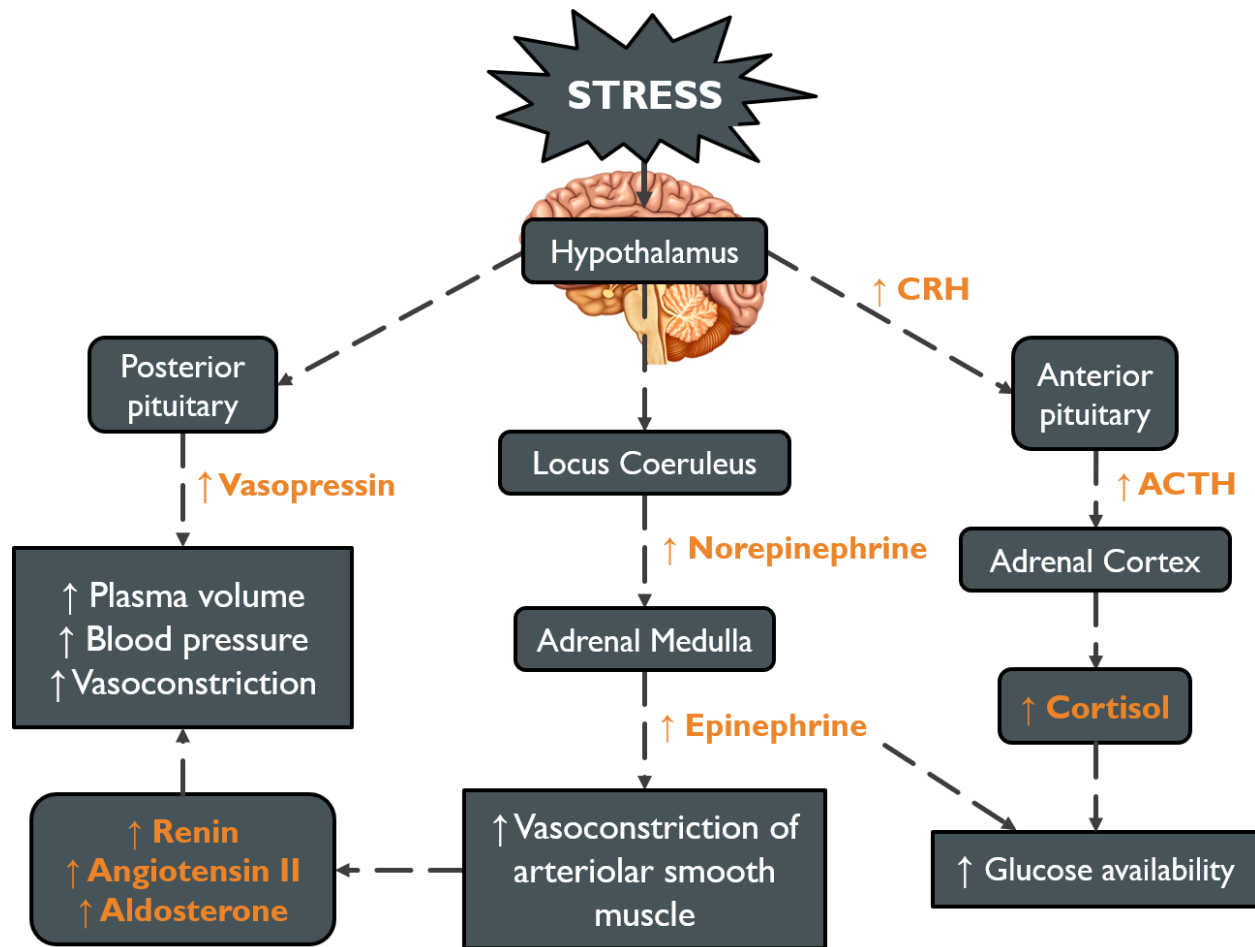 STRESS
Hypothalamus
↑ CRH
Posterior
pituitary
Anterior
pituitary
Locus Coeruleus
↑ Vasopressin
↑ ACTH
↑ Norepinephrine
Adrenal Cortex
↑ Plasma volume
↑ Blood pressure
↑ Vasoconstriction
Adrenal Medulla
↑ Cortisol
↑ Epinephrine
↑ Renin
↑ Angiotensin II
↑ Aldosterone
↑ Vasoconstriction of
arteriolar smooth
muscle
↑ Glucose availability